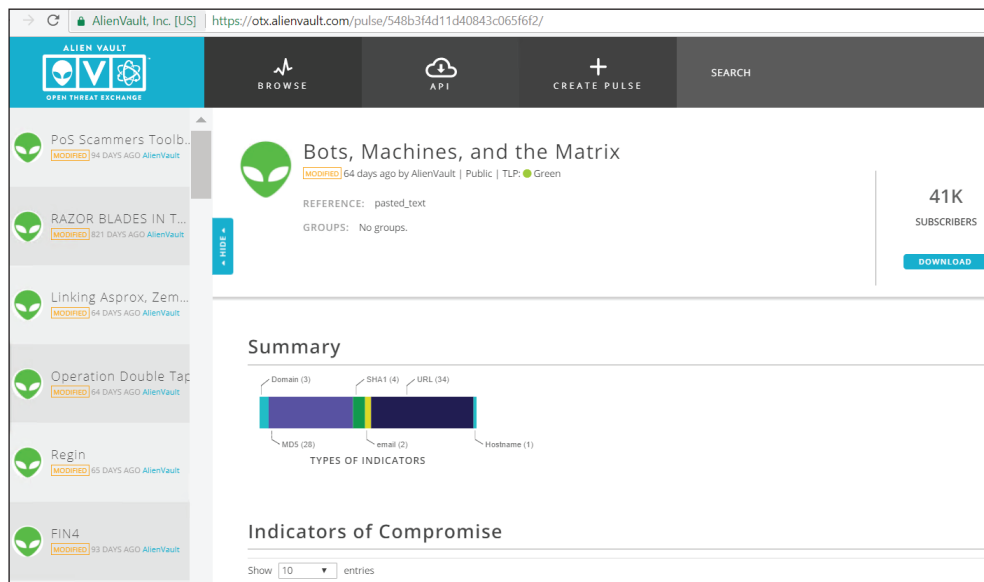 AlienVault, Inc. [US]
https://otx.alienvault.com/pulse/548b3f4d11d40843c065f6f2/
ALIEN VAULT
OPEN THREAT EXCHANGE
BROWSE
API
CREATE PULSE
SEARCH
PoS Scammers Toolb...
MODIFIED 94 DAYS AGO AlienVault
RAZOR BLADES IN T...
MODIFIED 821 DAYS AGO AlienVault
Linking Asprox, Zem...
MODIFIED 64 DAYS AGO AlienVault
Operation Double Tap
MODIFIED 64 DAYS AGO AlienVault
Regin
MODIFIED 65 DAYS AGO AlienVault
FIN4
MODIFIED 93 DAYS AGO AlienVault
HIDE
Bots, Machines, and the Matrix
MODIFIED 64 days ago by AlienVault | Public | TLP: Green
REFERENCE: pasted_text
GROUPS: No groups.
41K
SUBSCRIBERS
DOWNLOAD
Summary
Domain (3) SHA1 (4) URL (34)
MD5 (28) email (2) Hostname (1)
TYPES OF INDICATORS
Indicators of Compromise
Show 10 entries